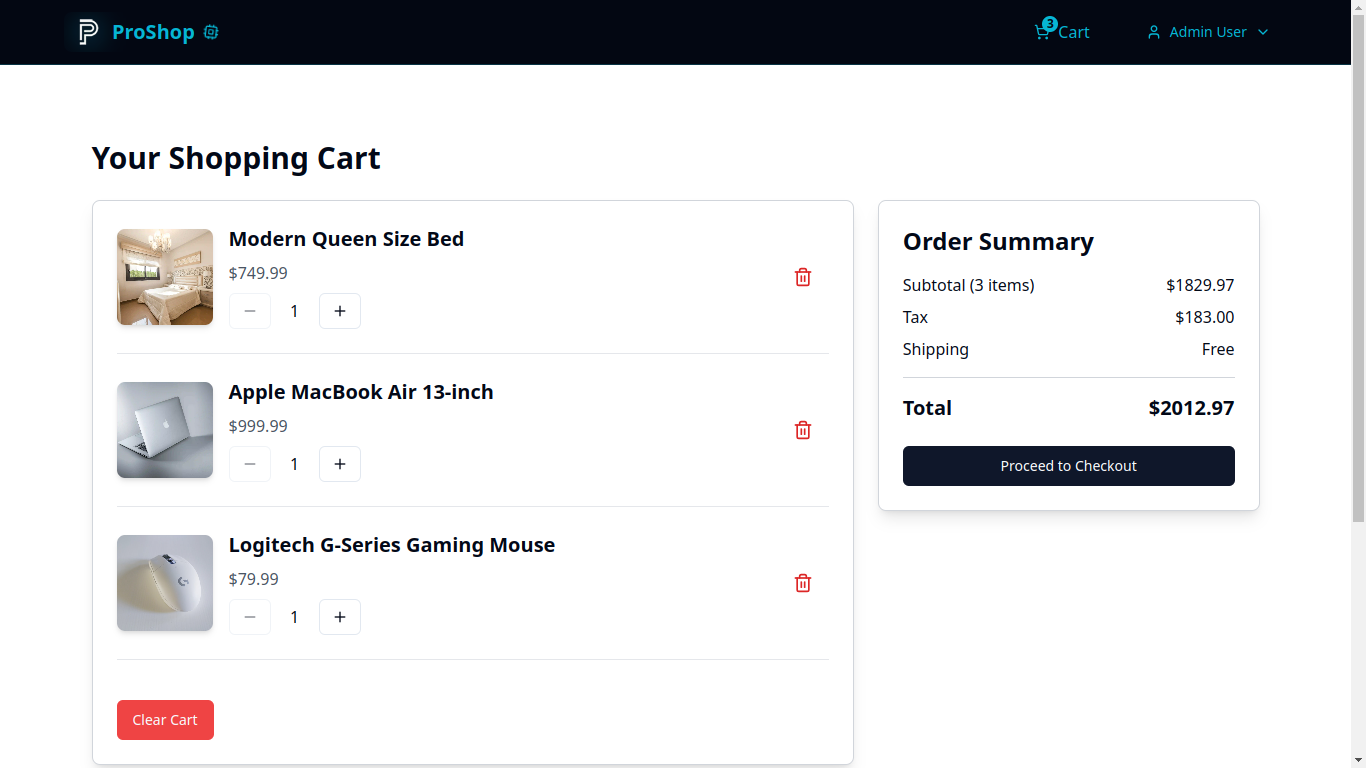 ProShop
3
Cart
Admin User
Your Shopping Cart
Modern Queen Size Bed
$749.99
1
Apple MacBook Air 13-inch
$999.99
1
Logitech G-Series Gaming Mouse
$79.99
1
Clear Cart
Order Summary
Subtotal (3 items) $1829.97
Tax $183.00
Shipping Free
Total $2012.97
Proceed to Checkout